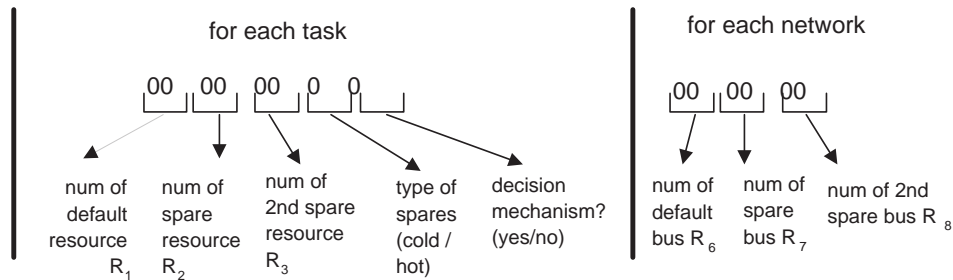 for each task
for each network
00 00 00 0 0
00 00 00
num of
default
resource
R1
num of
spare
resource
R2
num of
2nd spare
resource
R3
type of
spares
(cold /
hot)
decision
mechanism?
(yes/no)
num of
default
bus R6
num of
spare
bus R7
num of 2nd
spare bus R8